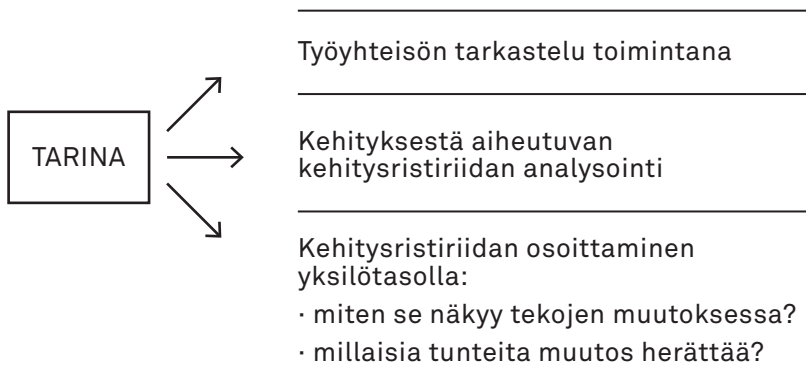 TARINA
Työyhteisön tarkastelu toimintana
Kehityksestä aiheutuvan
kehitysristiriidan analysointi
Kehitysristiriidan osoittaminen
yksilötasolla:
· miten se näkyy tekojen muutoksessa?
· millaisia tunteita muutos herättää?